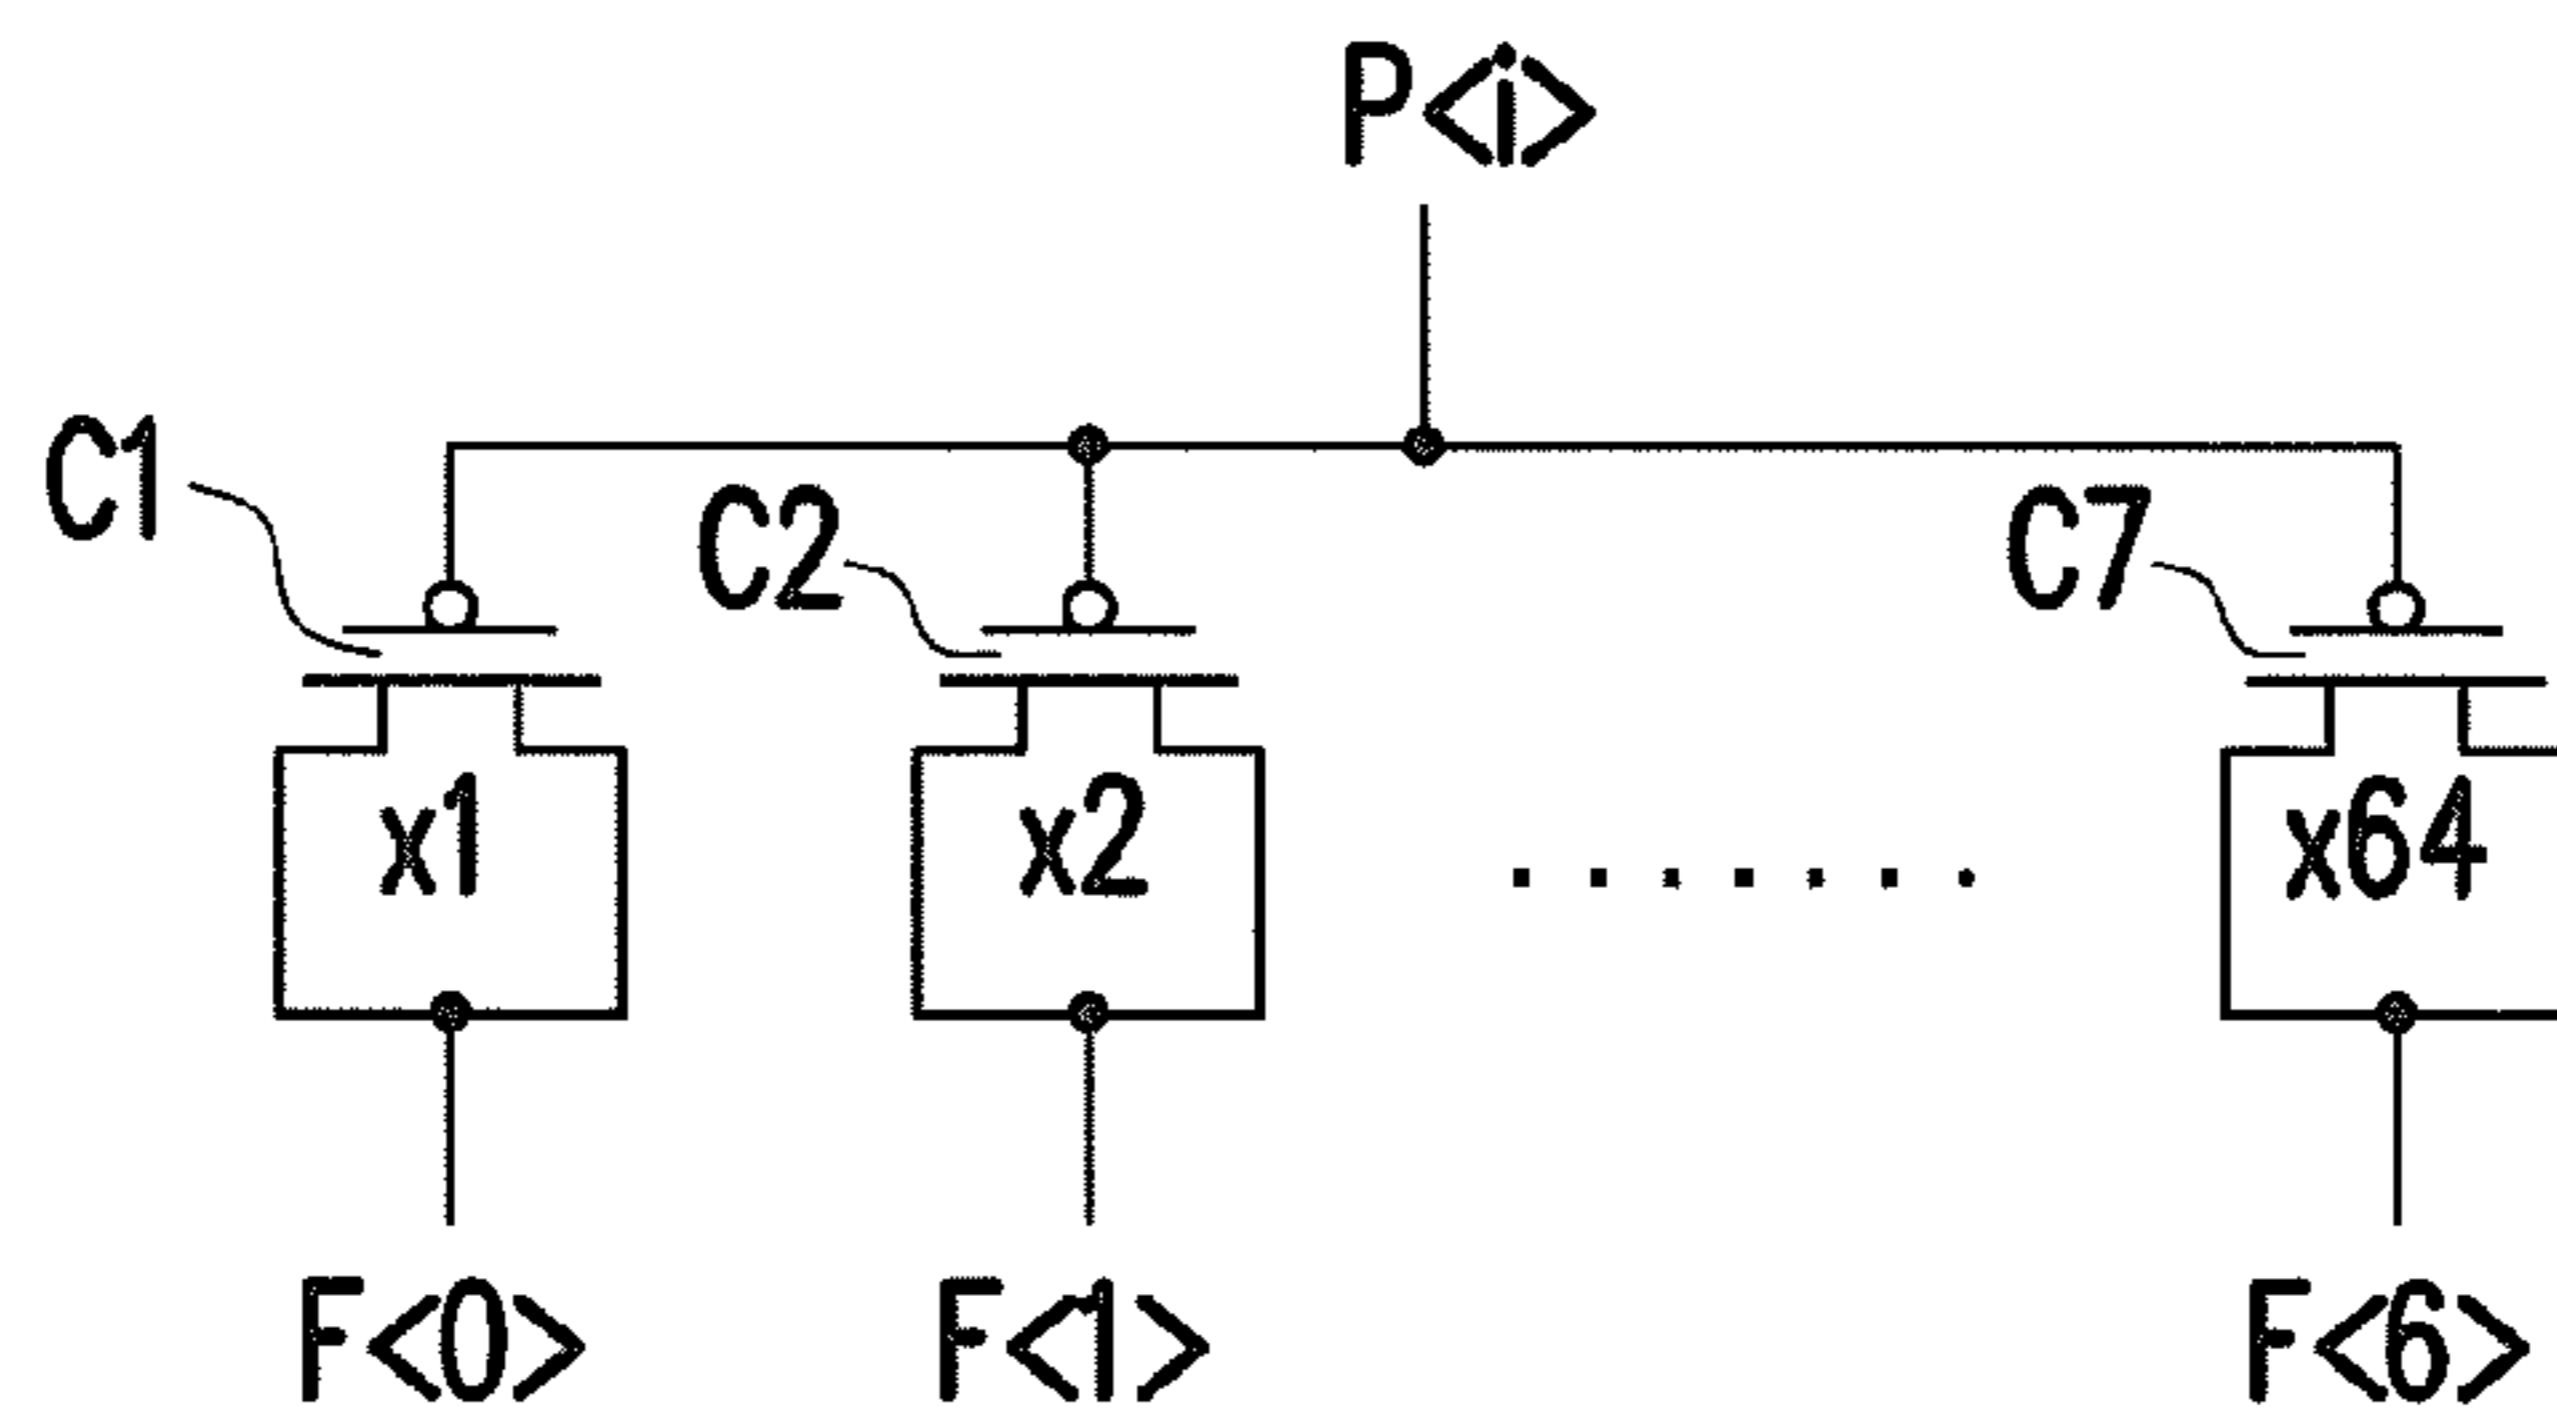 P<i>
C1
C2
C7
x1
x2
.......
x64
F<0>
F<1>
F<6>